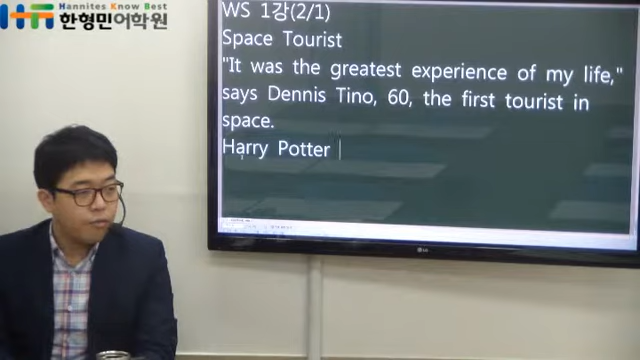 Hannites Know Best
한형민어학원
WS 1강(2/1)
Space Tourist
"It was the greatest experience of my life,"
says Dennis Tino, 60, the first tourist in
space.
Harry Potter
LG